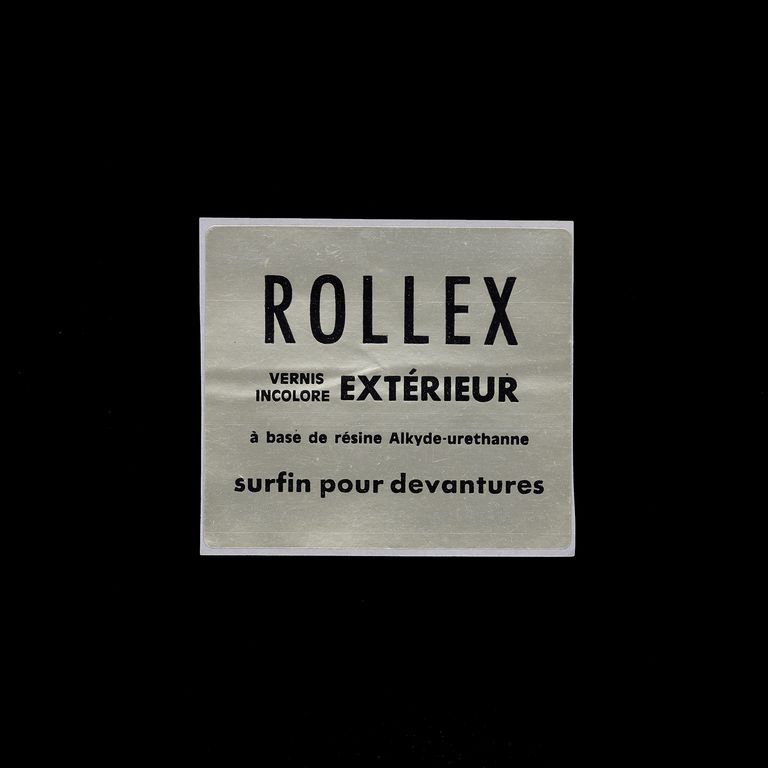 ROLLEX
VERNIS
INCOLORE EXTÉRIEUR
à base de résine Alkyde-urethanne
surfin pour devantures